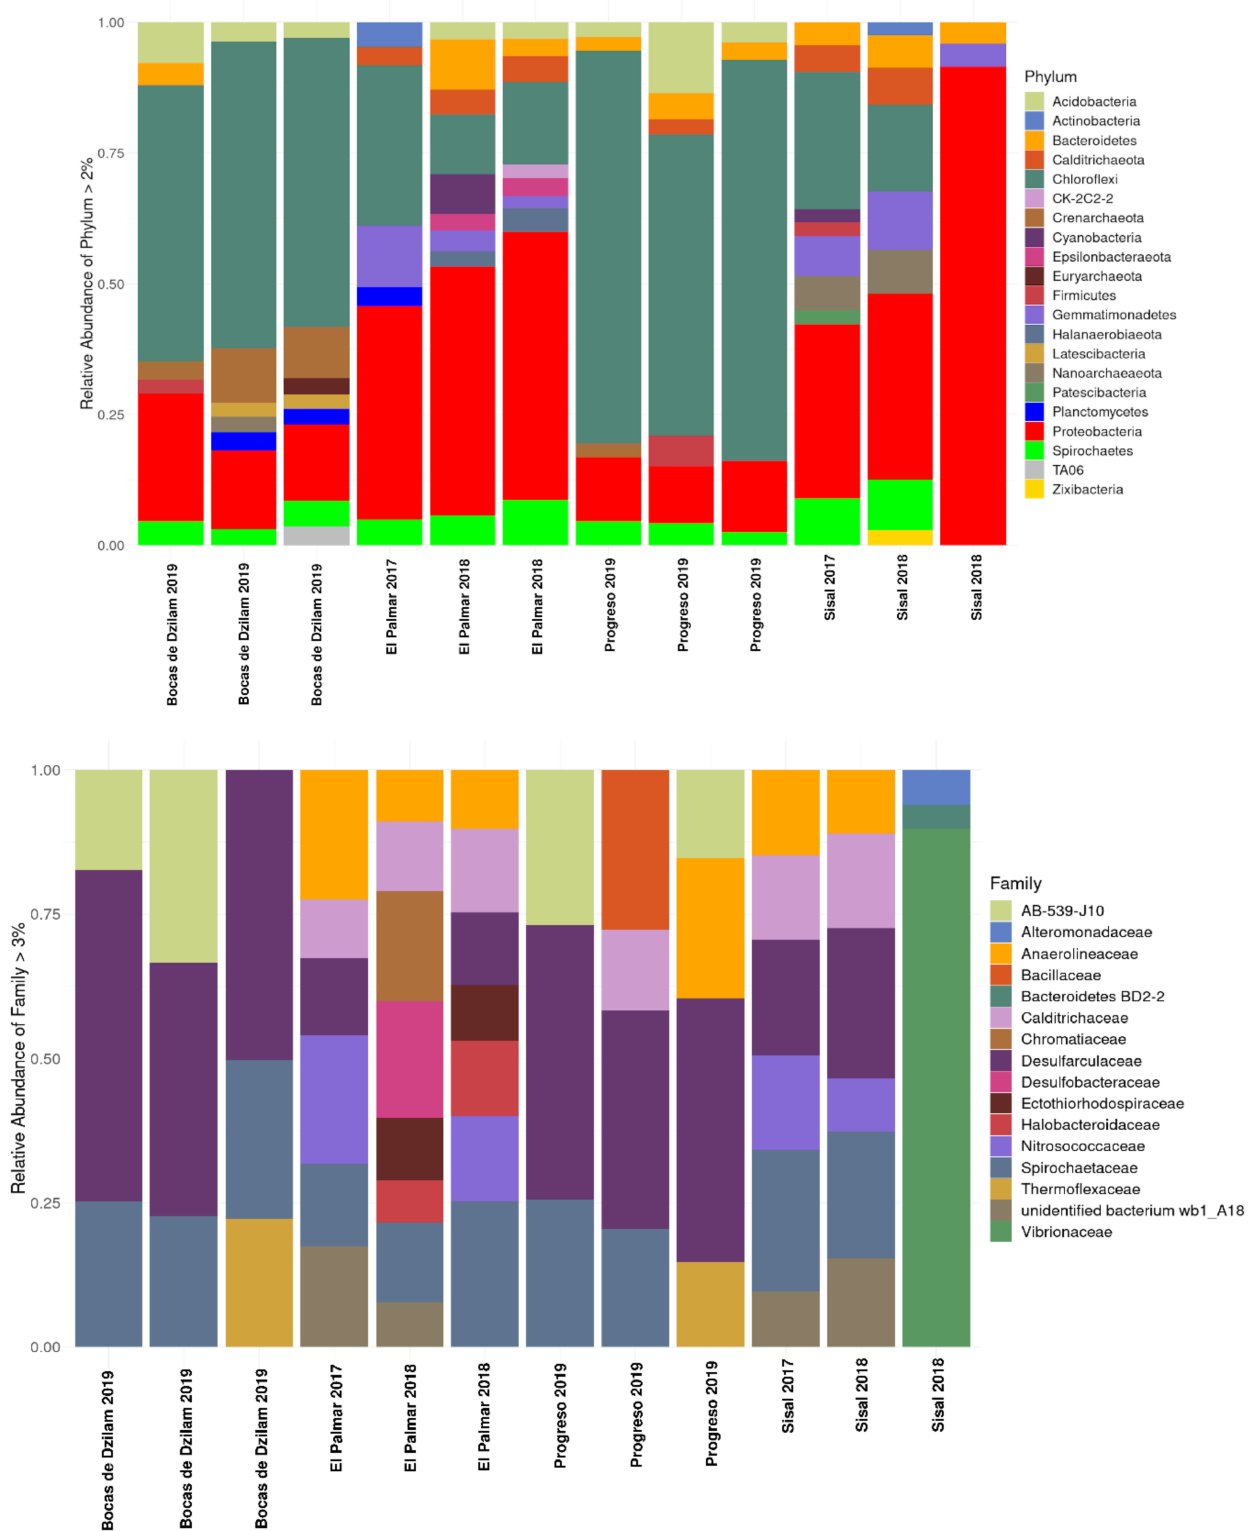 Relative Abundance of Phylum > 2%
1.00
0.75
0.50
0.25
0.00
Bocas de Dzilam 2019
Bocas de Dzilam 2019
Bocas de Dzilam 2019
El Palmar 2017
El Palmar 2018
El Palmar 2018
Progreso 2019
Progreso 2019
Progreso 2019
Sisal 2017
Sisal 2018
Sisal 2018
Phylum
Acidobacteria
Actinobacteria
Bacteroidetes
Calditrichaeota
Chloroflexi
CK-2C2-2
Crenarchaeota
Cyanobacteria
Epsilonbacteraeota
Euryarchaeota
Firmicutes
Gemmatimonadetes
Halanaerobiaeota
Latescibacteria
Nanoarchaeaeota
Patescibacteria
Planctomycetes
Proteobacteria
Spirochaetes
TA06
Zixibacteria
Relative Abundance of Family > 3%
1.00
0.75
0.50
0.25
0.00
Bocas de Dzilam 2019
Bocas de Dzilam 2019
Bocas de Dzilam 2019
El Palmar 2017
El Palmar 2018
El Palmar 2018
Progreso 2019
Progreso 2019
Progreso 2019
Sisal 2017
Sisal 2018
Sisal 2018
Family
AB-539-J10
Alteromonadaceae
Anaerolineaceae
Bacillaceae
Bacteroidetes BD2-2
Calditrichaceae
Chromatiaceae
Desulfarculaceae
Desulfobacteraceae
Ectothiorhodospiraceae
Halobacteroidaceae
Nitrosococcaceae
Spirochaetaceae
Thermoflexaceae
unidentified bacterium wb1_A18
Vibrionaceae